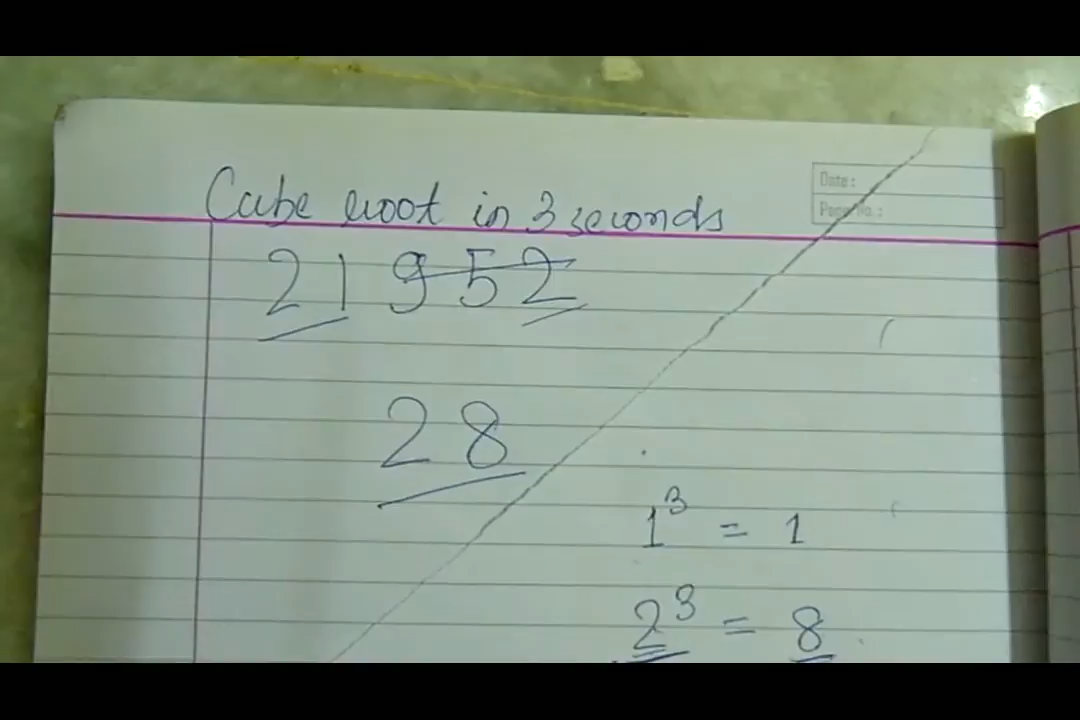 Cube root in 3 seconds
Date:
Page No.:
21952
28
1³ = 1
2³ = 8